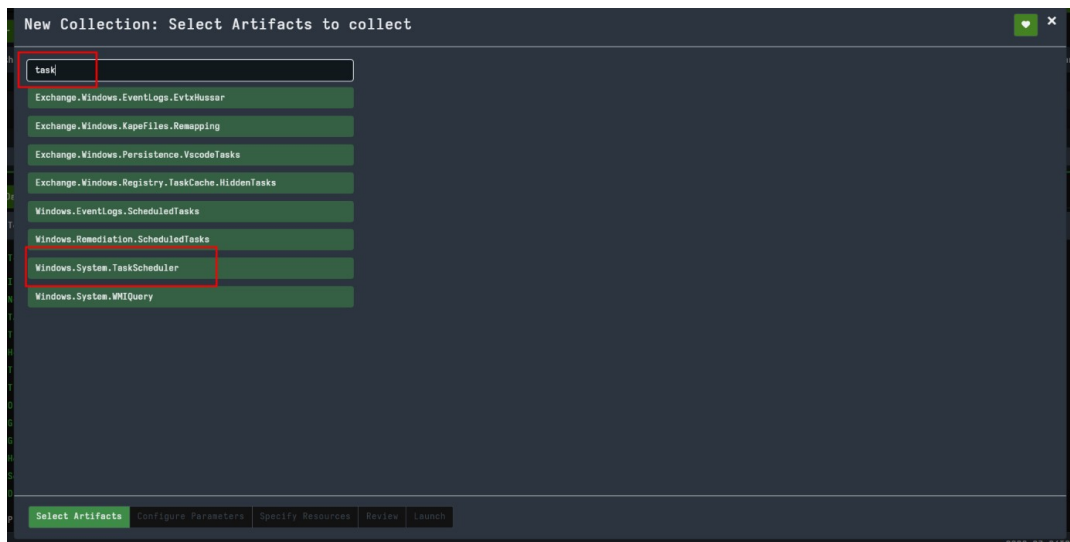 New Collection: Select Artifacts to collect
task
Exchange.Windows.EventLogs.EvtxHussar
Exchange.Windows.KapeFiles.Remapping
Exchange.Windows.Persistence.VscodeTasks
Exchange.Windows.Registry.TaskCache.HiddenTasks
Windows.EventLogs.ScheduledTasks
Windows.Remediation.ScheduledTasks
Windows.System.TaskScheduler
Windows.System.WMIQuery
Select Artifacts Configure Parameters Specify Resources Review Launch